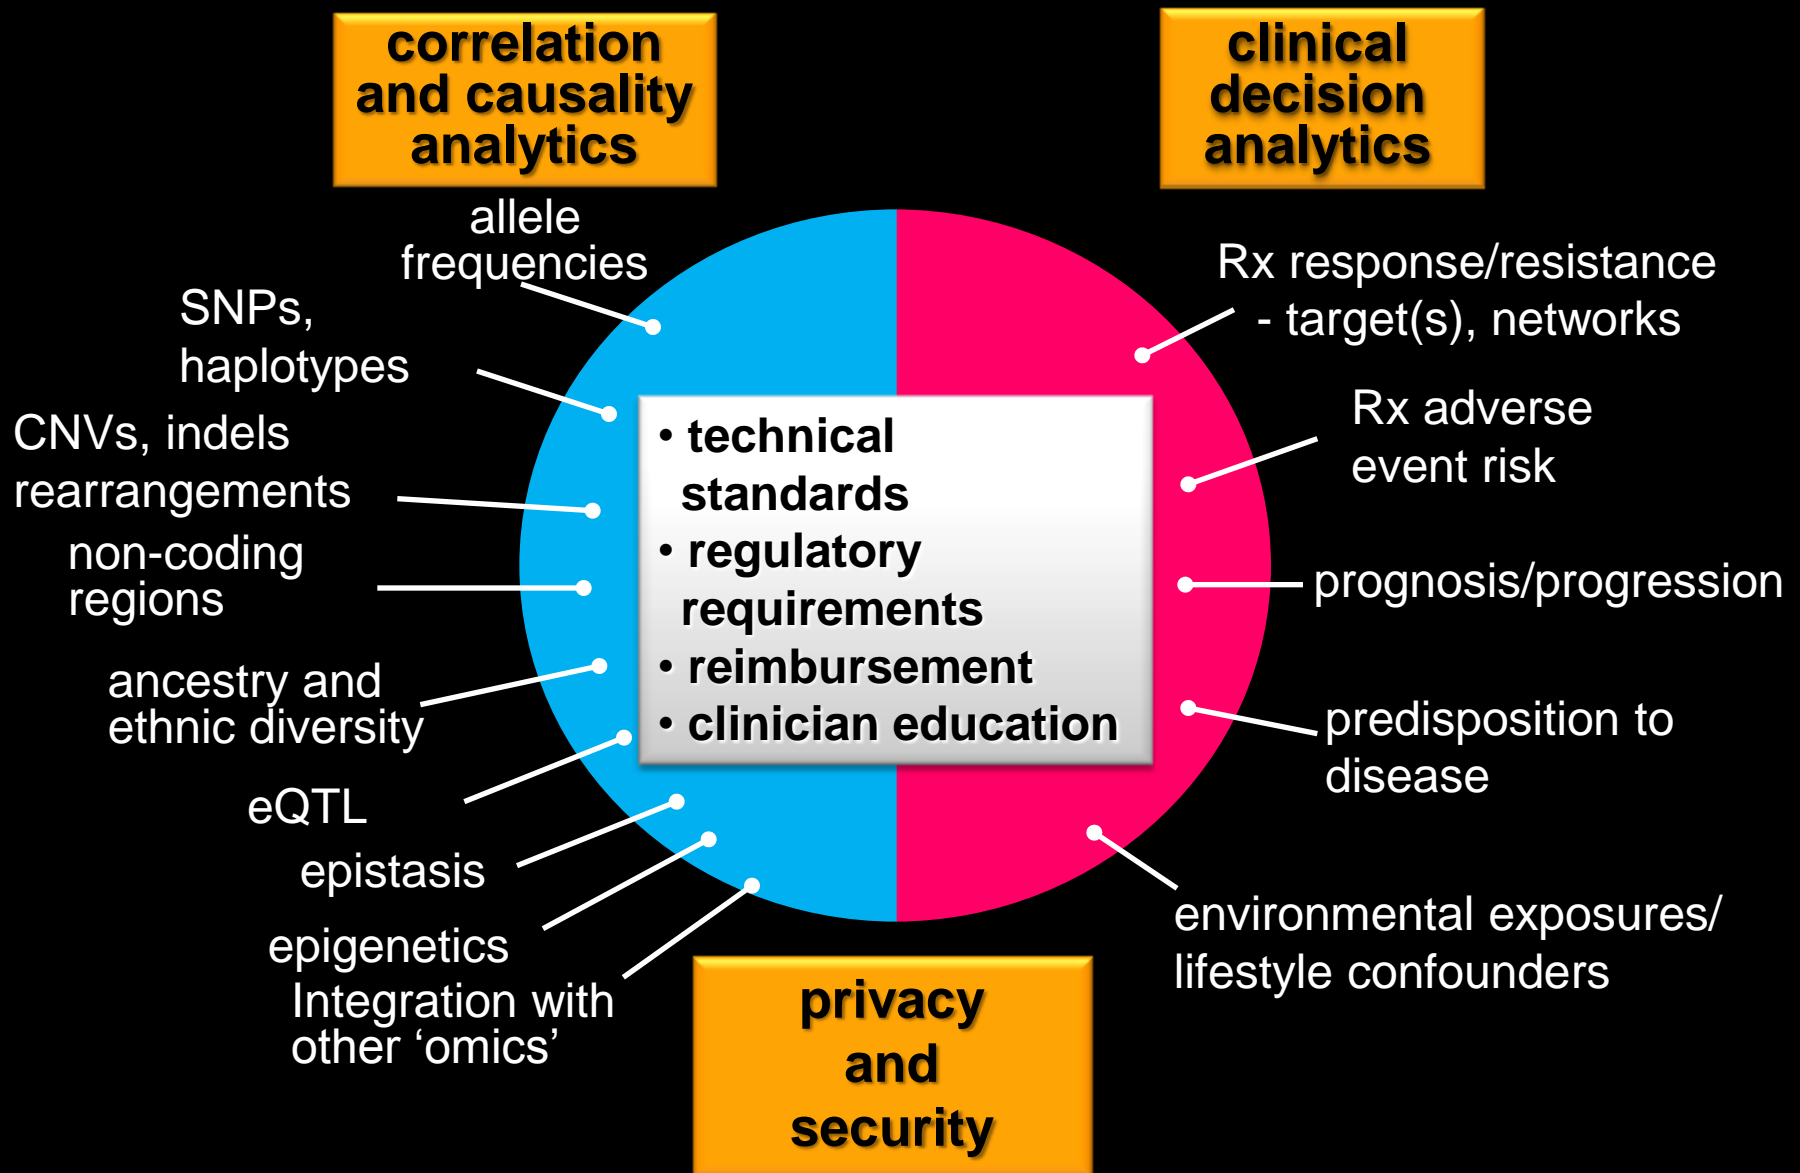 correlation
and causality
analytics
clinical
decision
analytics
allele
frequencies
SNPs,
haplotypes
CNVs, indels
rearrangements
non-coding
regions
ancestry and
ethnic diversity
eQTL
epistasis
epigenetics
Integration with
other ‘omics’
• technical
standards
• regulatory
requirements
• reimbursement
• clinician education
Rx response/resistance
- target(s), networks
Rx adverse
event risk
prognosis/progression
predisposition to
disease
environmental exposures/
lifestyle confounders
privacy
and
security